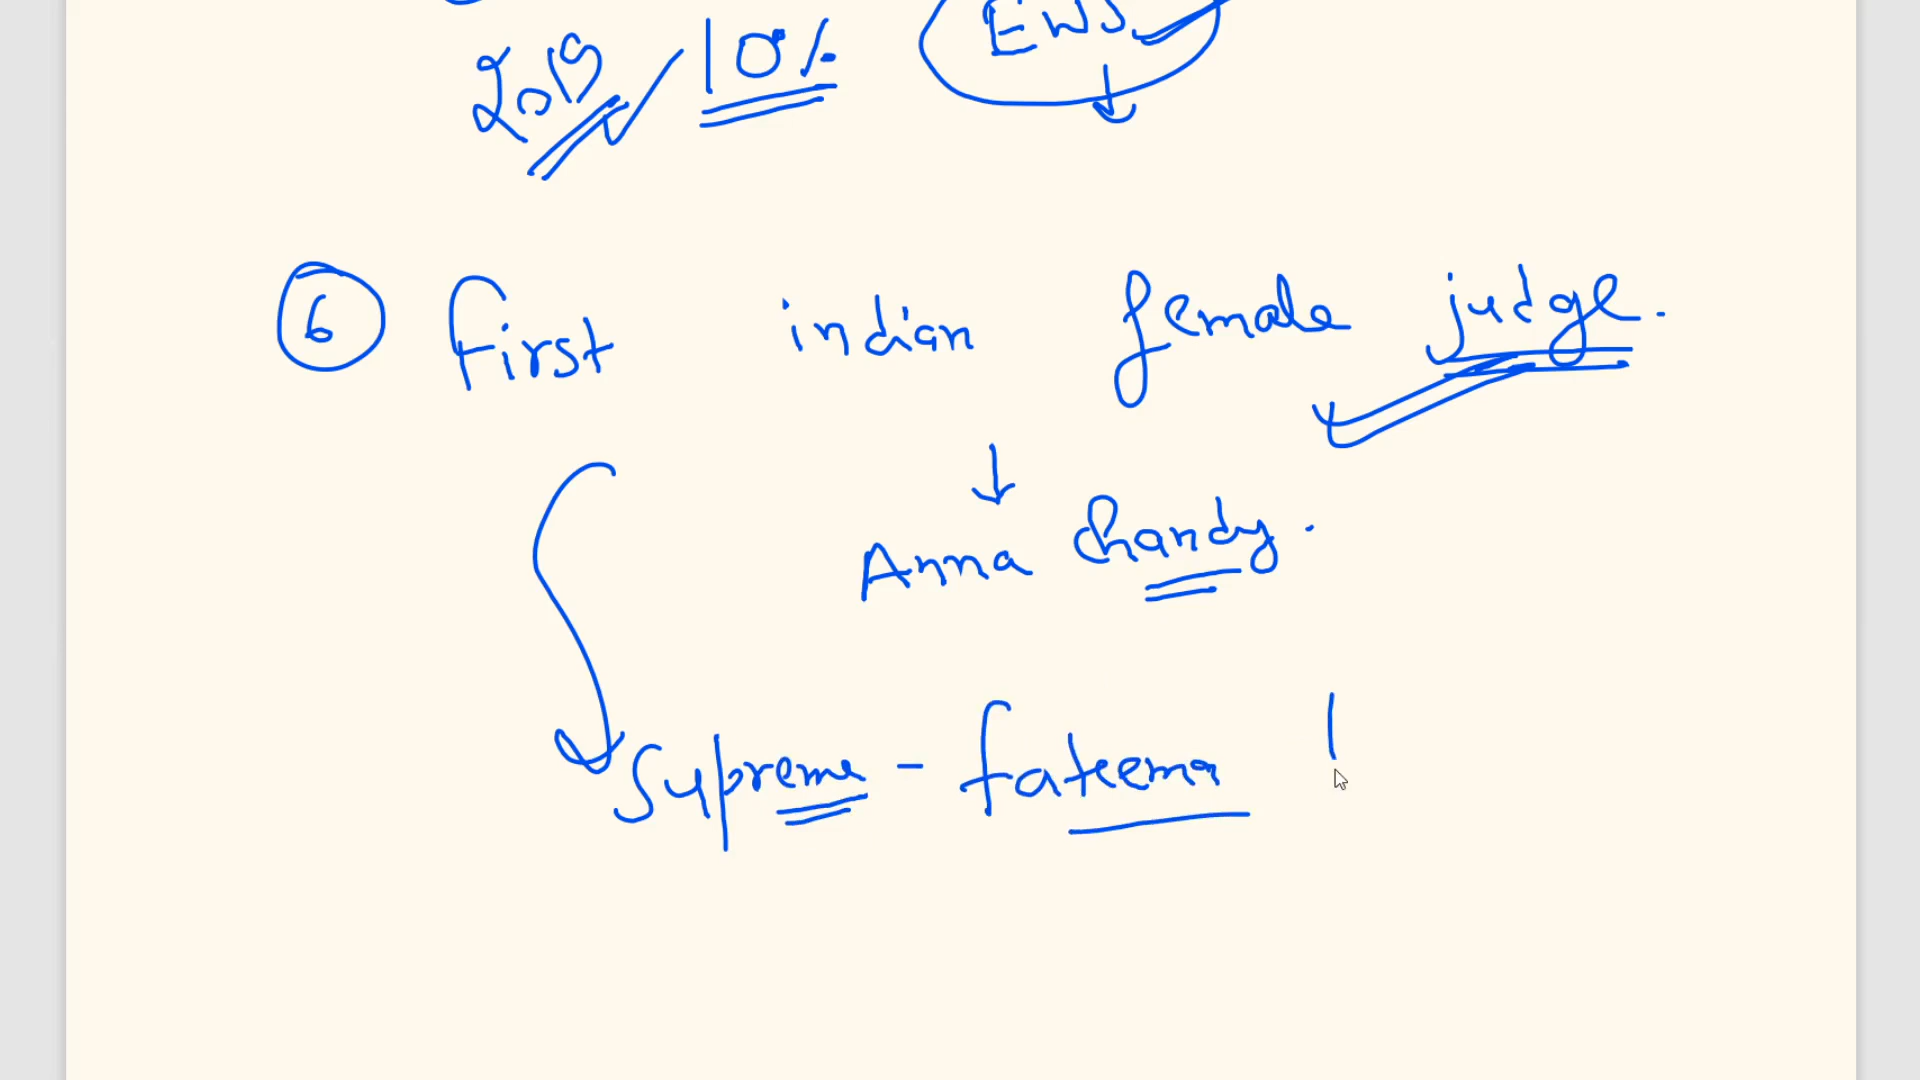 EWS
2019 10%
6 First indian female judge.
Anna Chandy.
Supreme - fateema